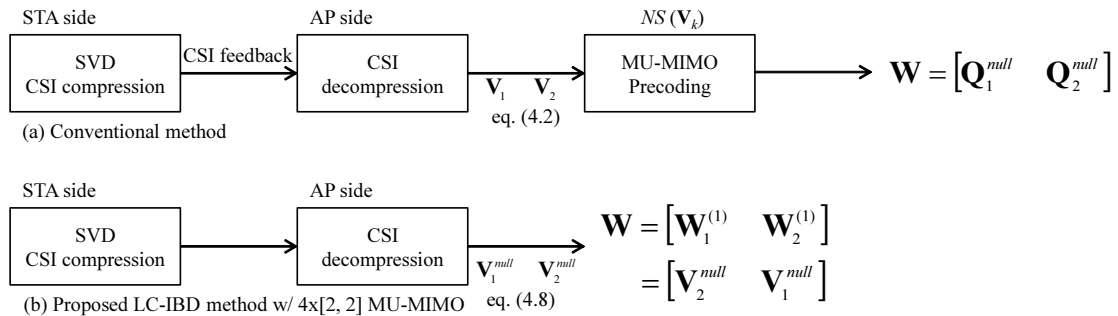 STA side
AP side
NS (V_k)
SVD
CSI compression
CSI feedback
CSI
decompression
V_1 V_2
eq. (4.2)
MU-MIMO
Precoding
W = [Q_1^{null} Q_2^{null}]
(a) Conventional method
STA side
AP side
SVD
CSI compression
CSI
decompression
V_1^{null} V_2^{null}
eq. (4.8)
W = [W_1^{(1)} W_2^{(1)}]
= [V_2^{null} V_1^{null}]
(b) Proposed LC-IBD method w/ 4x[2, 2] MU-MIMO